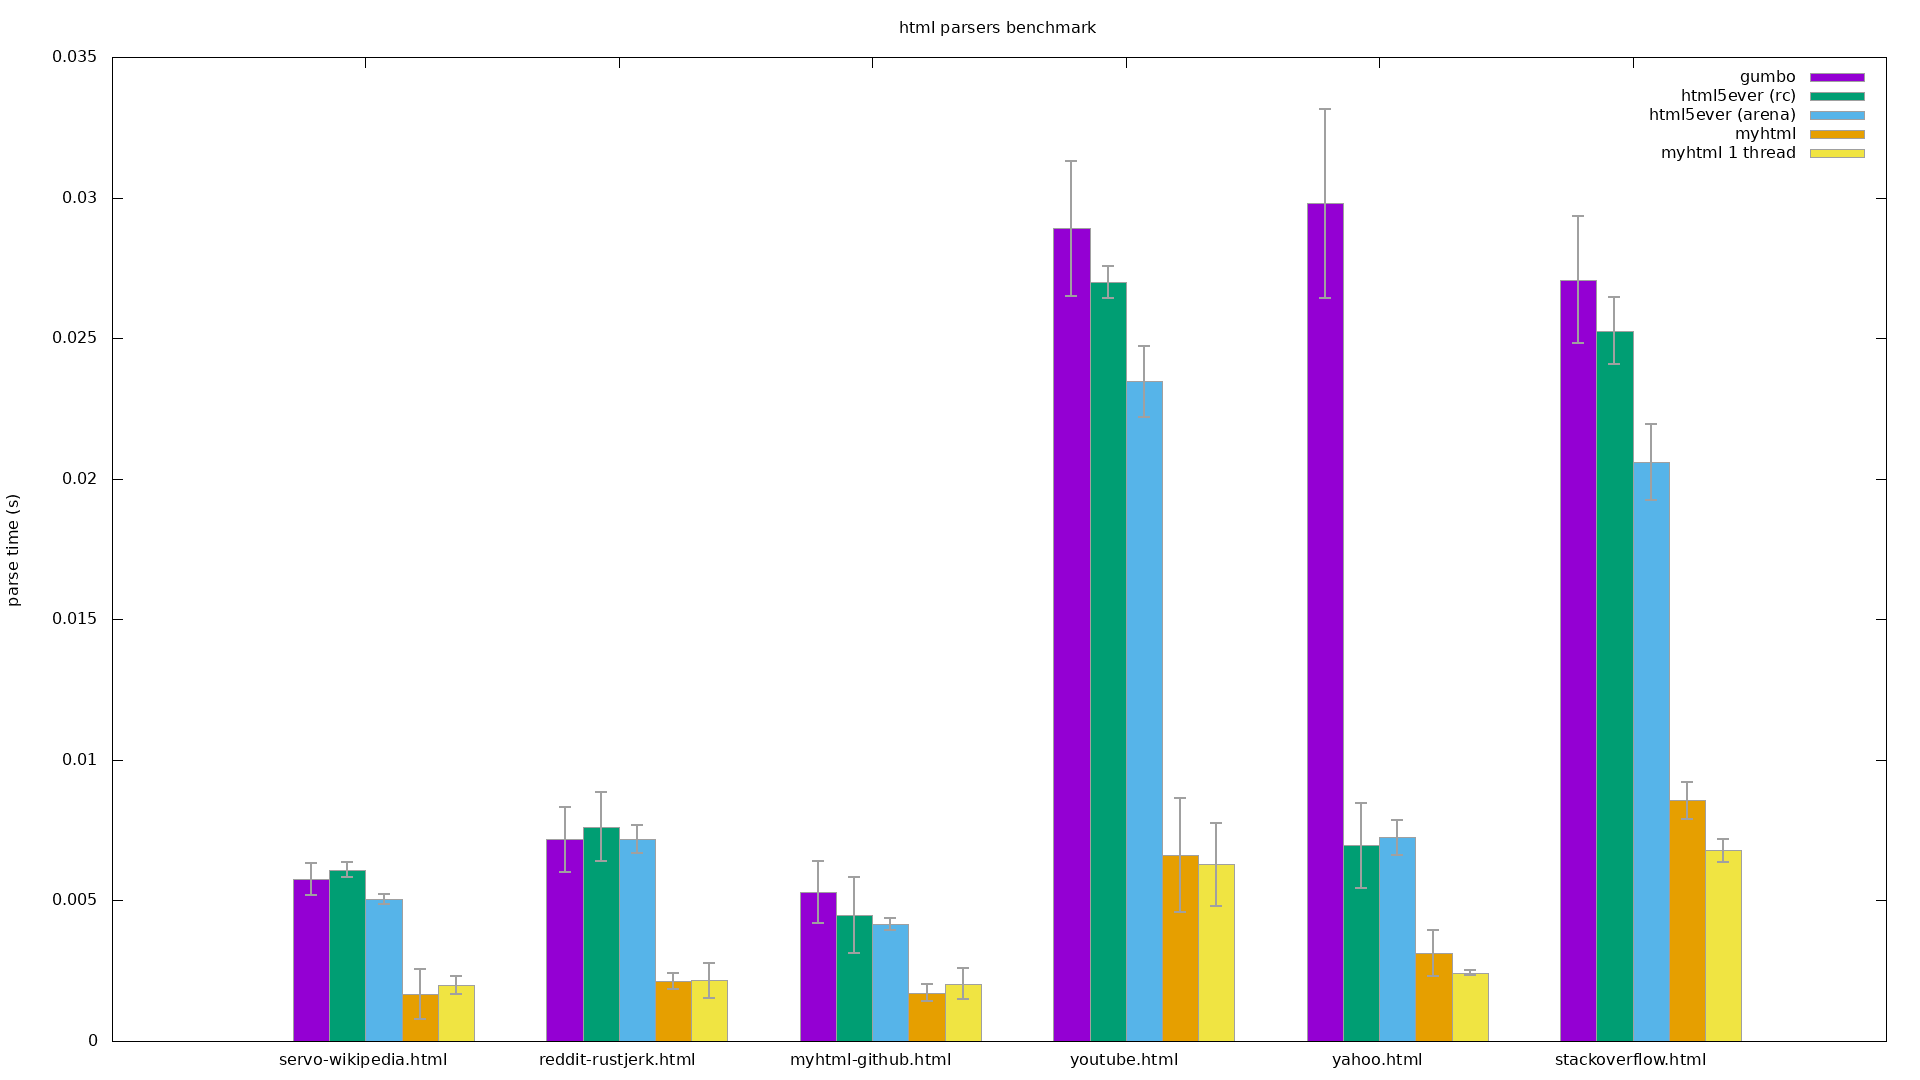 html parsers benchmark
0.035
0.03
0.025
0.02
0.015
0.01
0.005
0
parse time (s)
gumbo
html5ever (rc)
html5ever (arena)
myhtml
myhtml 1 thread
servo-wikipedia.html
reddit-rustjerk.html
myhtml-github.html
youtube.html
yahoo.html
stackoverflow.html